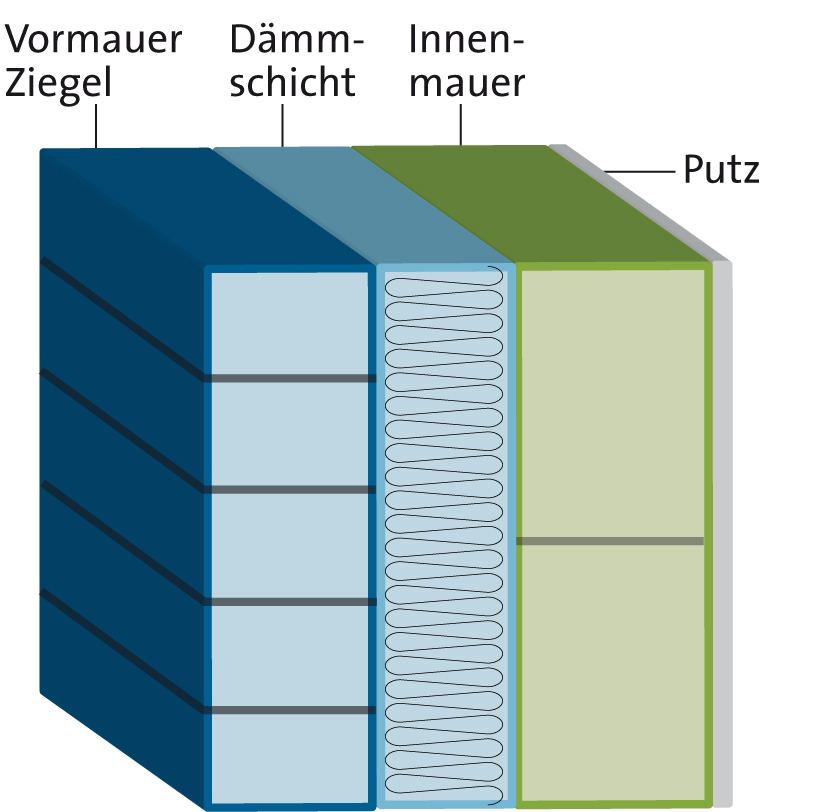 Vormauer
Ziegel
Dämm-
schicht
Innen-
mauer
Putz